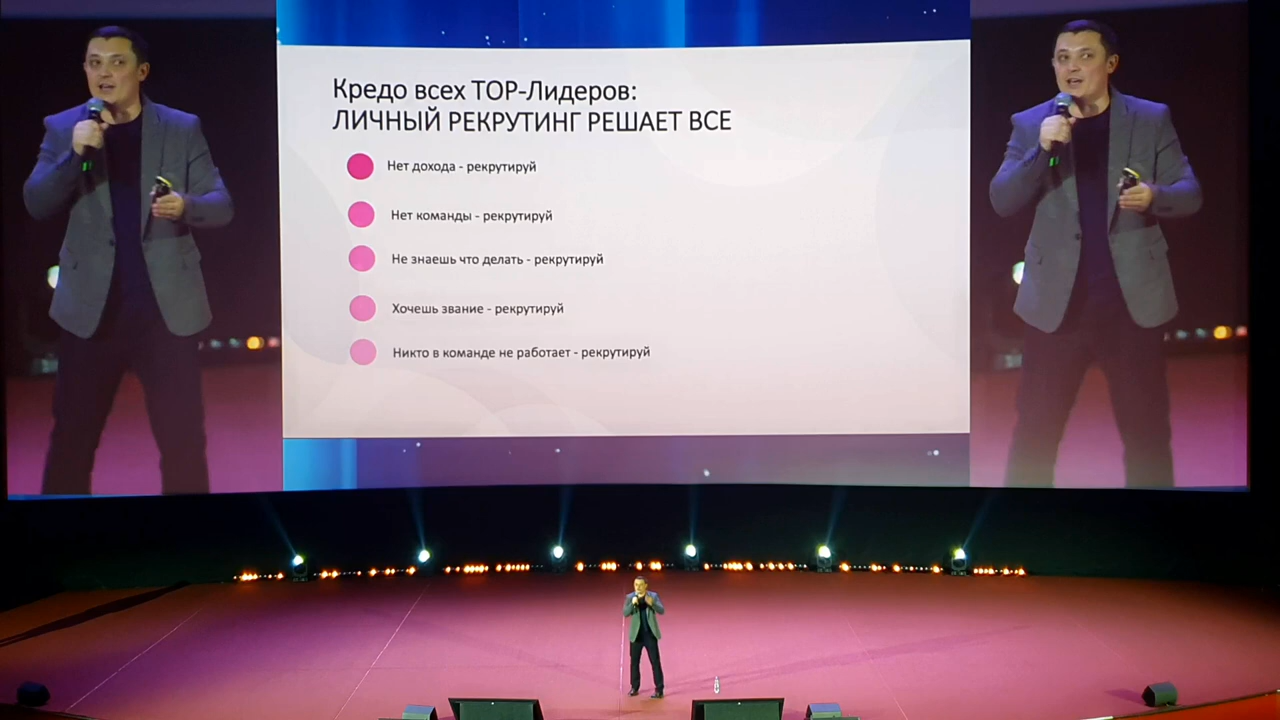 Кредо всех ТОР-Лидеров:
ЛИЧНЫЙ РЕКРУТИНГ РЕШАЕТ ВСЕ
Нет дохода - рекрутируй
Нет команды - рекрутируй
Не знаешь что делать - рекрутируй
Хочешь звание - рекрутируй
Никто в команде не работает - рекрутируй